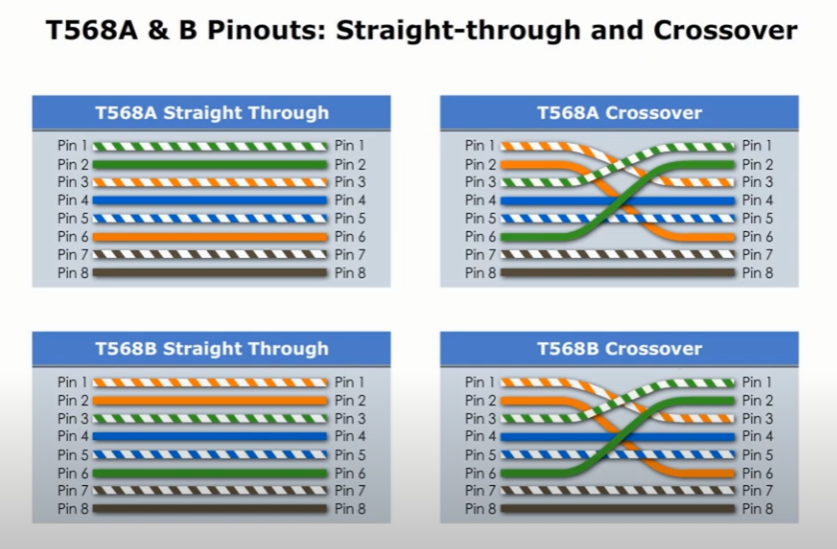 T568A & B Pinouts: Straight-through and Crossover
T568A Straight Through
Pin 1 Pin 1
Pin 2 Pin 2
Pin 3 Pin 3
Pin 4 Pin 4
Pin 5 Pin 5
Pin 6 Pin 6
Pin 7 Pin 7
Pin 8 Pin 8
T568A Crossover
Pin 1 Pin 1
Pin 2 Pin 2
Pin 3 Pin 3
Pin 4 Pin 4
Pin 5 Pin 5
Pin 6 Pin 6
Pin 7 Pin 7
Pin 8 Pin 8
T568B Straight Through
Pin 1 Pin 1
Pin 2 Pin 2
Pin 3 Pin 3
Pin 4 Pin 4
Pin 5 Pin 5
Pin 6 Pin 6
Pin 7 Pin 7
Pin 8 Pin 8
T568B Crossover
Pin 1 Pin 1
Pin 2 Pin 2
Pin 3 Pin 3
Pin 4 Pin 4
Pin 5 Pin 5
Pin 6 Pin 6
Pin 7 Pin 7
Pin 8 Pin 8